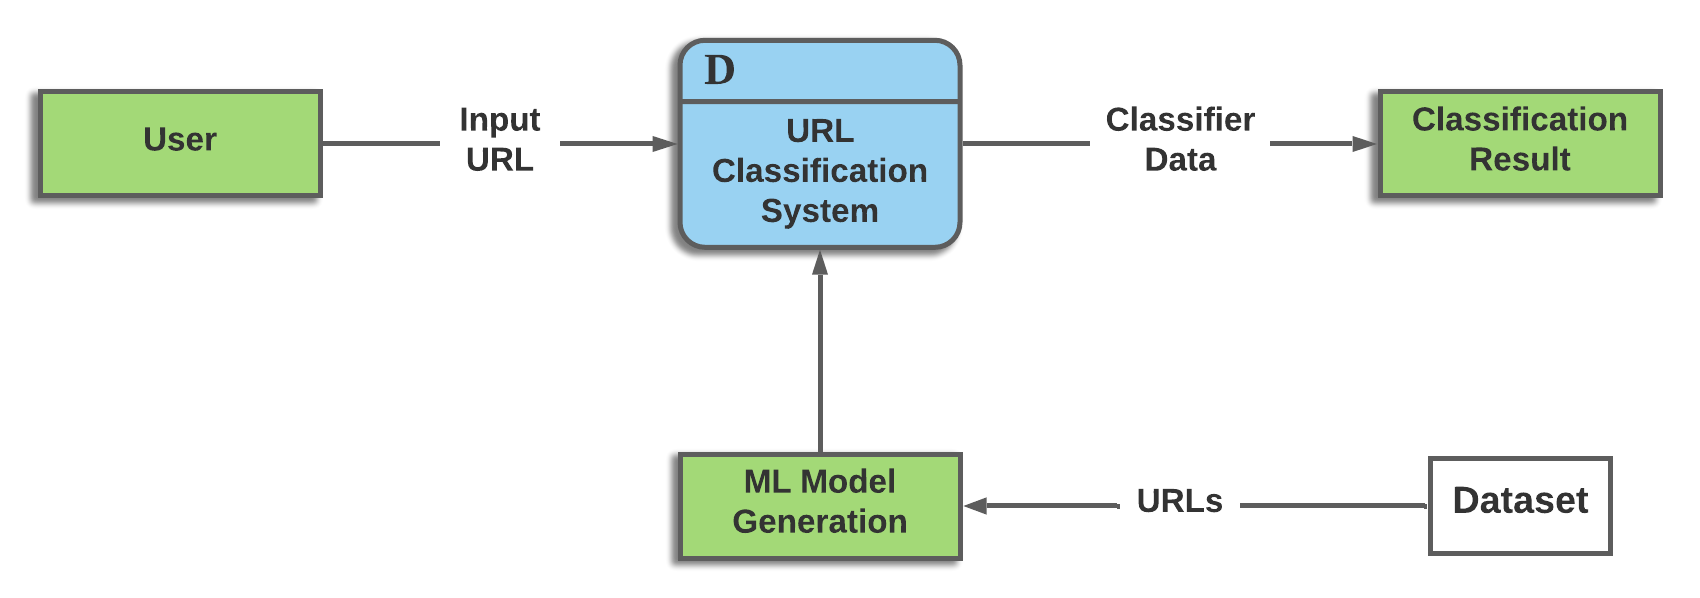 User
Input
URL
D
URL
Classification
System
Classifier
Data
Classification
Result
ML Model
Generation
URLs
Dataset